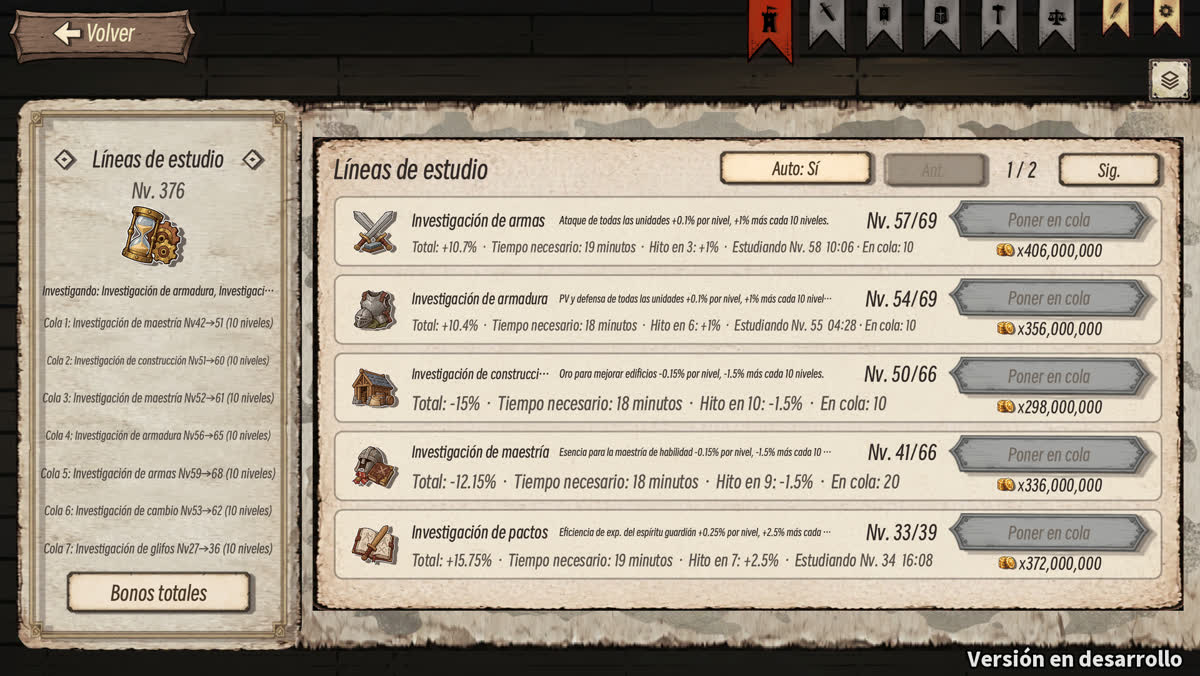 Volver
Líneas de estudio
Nv. 376
Investigando: Investigación de armadura, Investigaci···
Cola 1: Investigación de maestría Nv42→51 (10 niveles)
Cola 2: Investigación de construcción Nv51→60 (10 niveles)
Cola 3: Investigación de maestría Nv52→61 (10 niveles)
Cola 4: Investigación de armadura Nv56→65 (10 niveles)
Cola 5: Investigación de armas Nv59→68 (10 niveles)
Cola 6: Investigación de cambio Nv53→62 (10 niveles)
Cola 7: Investigación de glifos Nv27→36 (10 niveles)
Bonos totales
Líneas de estudio
Auto: Sí
Ant.
1 / 2
Sig.
Investigación de armas Ataque de todas las unidades +0.1% por nivel, +1% más cada 10 niveles. Nv. 57/69 Poner en cola
Total: +10.7% · Tiempo necesario: 19 minutos · Hito en 3: +1% · Estudiando Nv. 58 10:06 · En cola: 10 x406,000,000
Investigación de armadura PV y defensa de todas las unidades +0.1% por nivel, +1% más cada 10 nivel··· Nv. 54/69 Poner en cola
Total: +10.4% · Tiempo necesario: 18 minutos · Hito en 6: +1% · Estudiando Nv. 55 04:28 · En cola: 10 x356,000,000
Investigación de construcci··· Oro para mejorar edificios -0.15% por nivel, -1.5% más cada 10 niveles. Nv. 50/66 Poner en cola
Total: -15% · Tiempo necesario: 18 minutos · Hito en 10: -1.5% · En cola: 10 x298,000,000
Investigación de maestría Esencia para la maestría de habilidad -0.15% por nivel, -1.5% más cada 10 ··· Nv. 41/66 Poner en cola
Total: -12.15% · Tiempo necesario: 18 minutos · Hito en 9: -1.5% · En cola: 20 x336,000,000
Investigación de pactos Eficiencia de exp. del espíritu guardián +0.25% por nivel, +2.5% más cada ··· Nv. 33/39 Poner en cola
Total: +15.75% · Tiempo necesario: 19 minutos · Hito en 7: +2.5% · Estudiando Nv. 34 16:08 x372,000,000
Versión en desarrollo